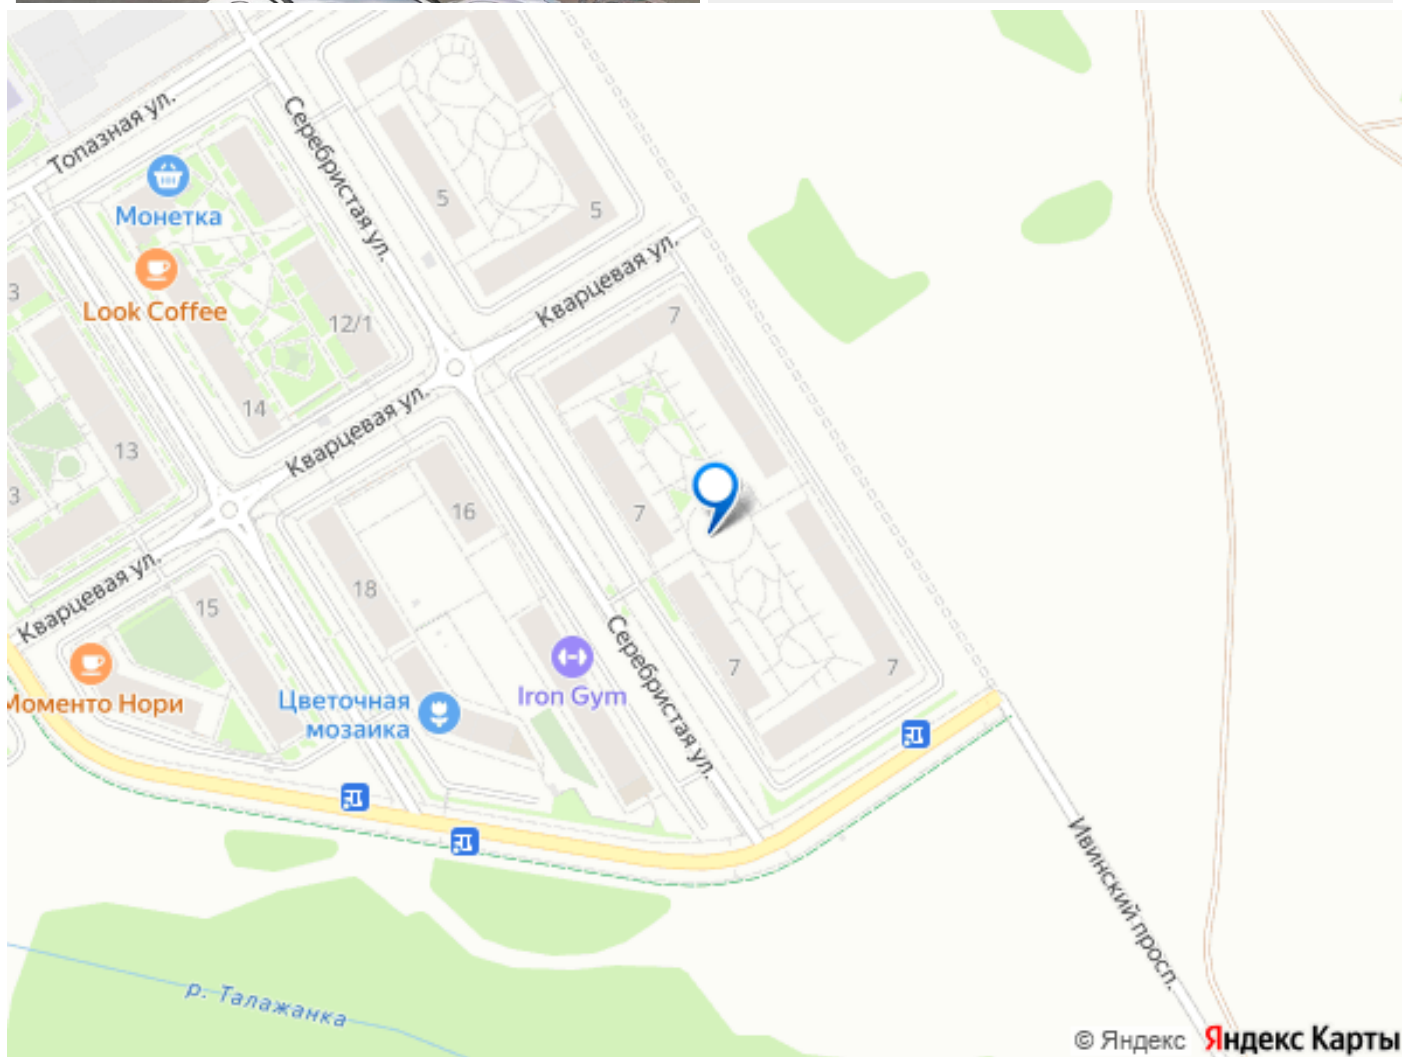 Топазная ул.
Серебристая ул.
Монетка
5
5
Кварцевая ул.
3
Look Coffee
12/1
7
14
Кварцевая ул.
13
3
16
7
Кварцевая ул.
18
15
Серебристая ул.
7
7
Моменто Нори
Цветочная
мозаика
Iron Gym
Ивинский просп.
р. Талажанка
© Яндекс Яндекс Карты